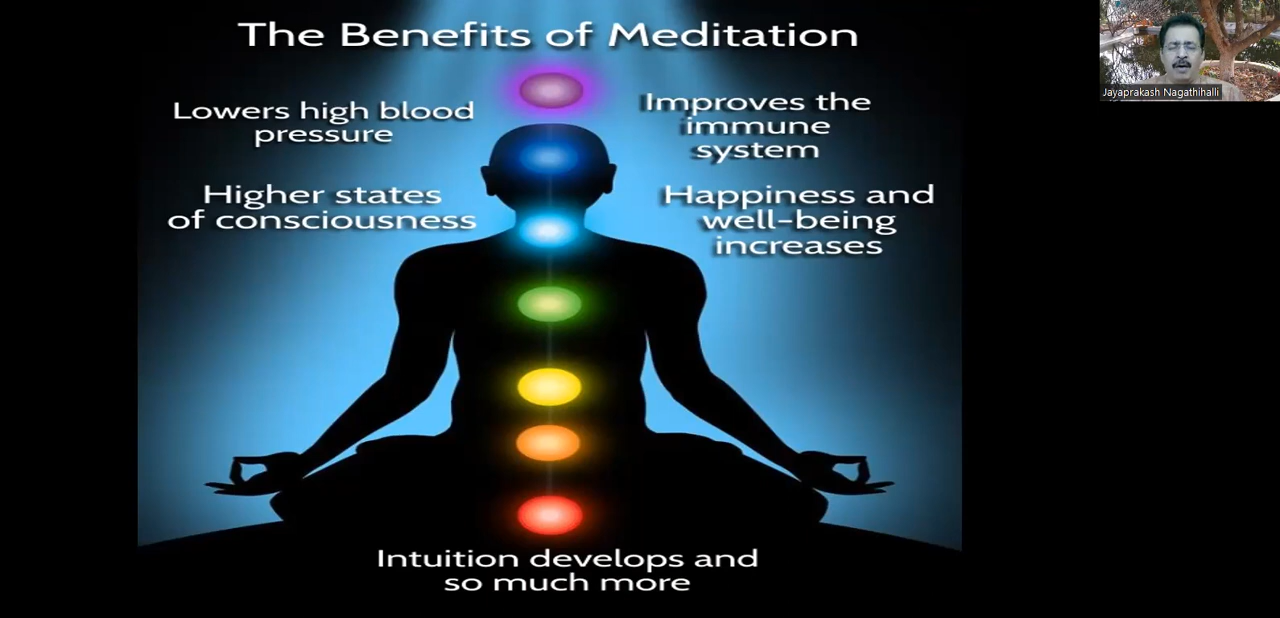 The Benefits of Meditation
Lowers high blood
pressure
Improves the
immune
system
Higher states
of consciousness
Happiness and
well-being
increases
Intuition develops and
so much more
Jayaprakash Nagathihalli